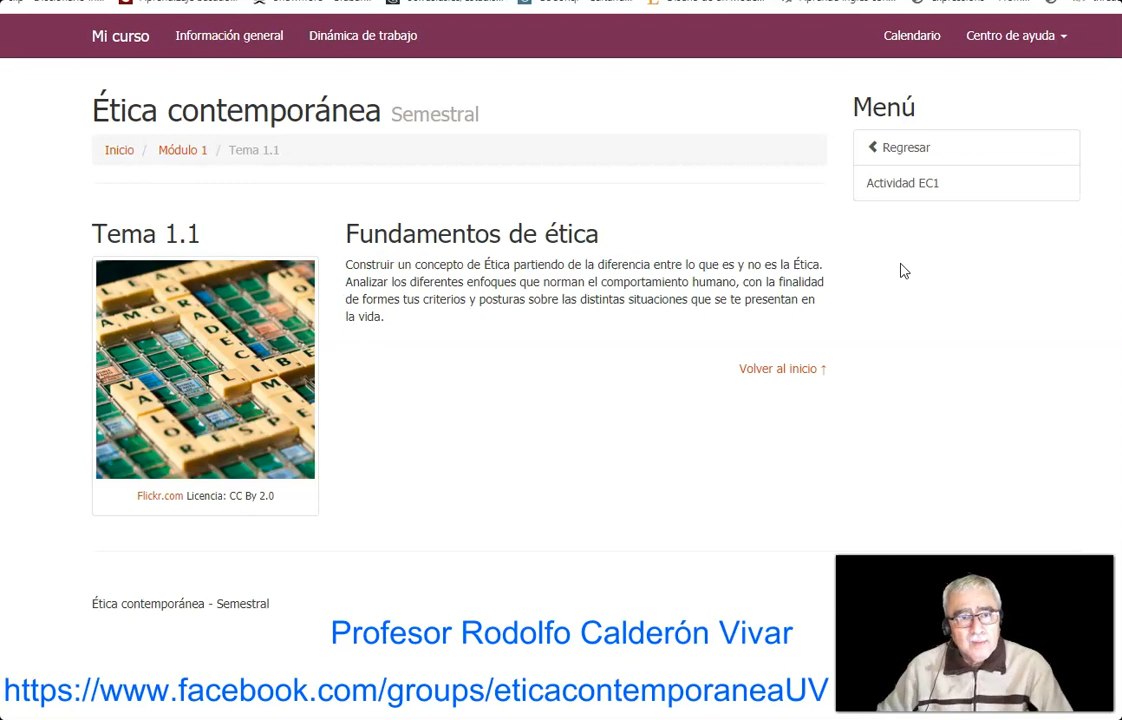 Mi curso
Información general
Dinámica de trabajo
Calendario
Centro de ayuda
Ética contemporánea Semestral
Menú
Inicio / Módulo 1 / Tema 1.1
Regresar
Actividad EC1
Tema 1.1
Fundamentos de ética
Construir un concepto de Ética partiendo de la diferencia entre lo que es y no es la Ética.
Analizar los diferentes enfoques que norman el comportamiento humano, con la finalidad
de formes tus criterios y posturas sobre las distintas situaciones que se te presentan en
la vida.
Volver al inicio ↑
AMOR
AGRADECE
LIBE
VALOR
RESP
Flickr.com Licencia: CC By 2.0
Ética contemporánea - Semestral
Profesor Rodolfo Calderón Vivar
https://www.facebook.com/groups/eticacontemporaneaUV